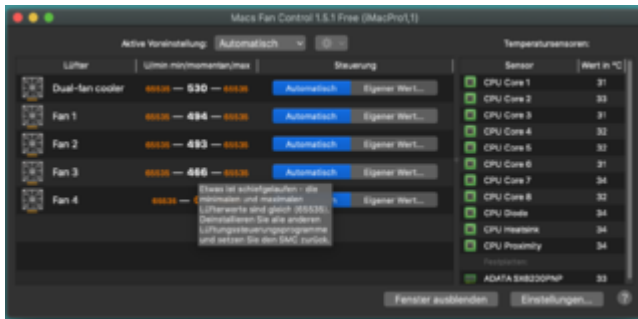 Macs Fan Control 1.5.1 Free (iMacPro1,1)
Aktive Voreinstellung: Automatisch
Temperatursensoren:
Lüfter U/min min/momentan/max Steuerung
Sensor Wert in °C
Dual-fan cooler 65535 — 530 — 65535 Automatisch Eigener Wert...
Fan 1 65535 — 494 — 65535 Automatisch Eigener Wert...
Fan 2 65535 — 493 — 65535 Automatisch Eigener Wert...
Fan 3 65535 — 466 — 65535 Automatisch Eigener Wert...
Fan 4 65535 — Eigener Wert...
Etwas ist schiefgelaufen - die
minimalen und maximalen
Lüfterwerte sind gleich (65535).
Deinstallieren Sie alle anderen
Lüftungssteuerungsprogramme
und setzen Sie den SMC zurück.
CPU Core 1 31
CPU Core 2 33
CPU Core 3 31
CPU Core 4 32
CPU Core 5 32
CPU Core 6 31
CPU Core 7 34
CPU Core 8 32
CPU Diode 34
CPU Heatsink 34
CPU Proximity 34
Festplatten:
ADATA SX8200PNP 33
Fenster ausblenden Einstellungen... ?